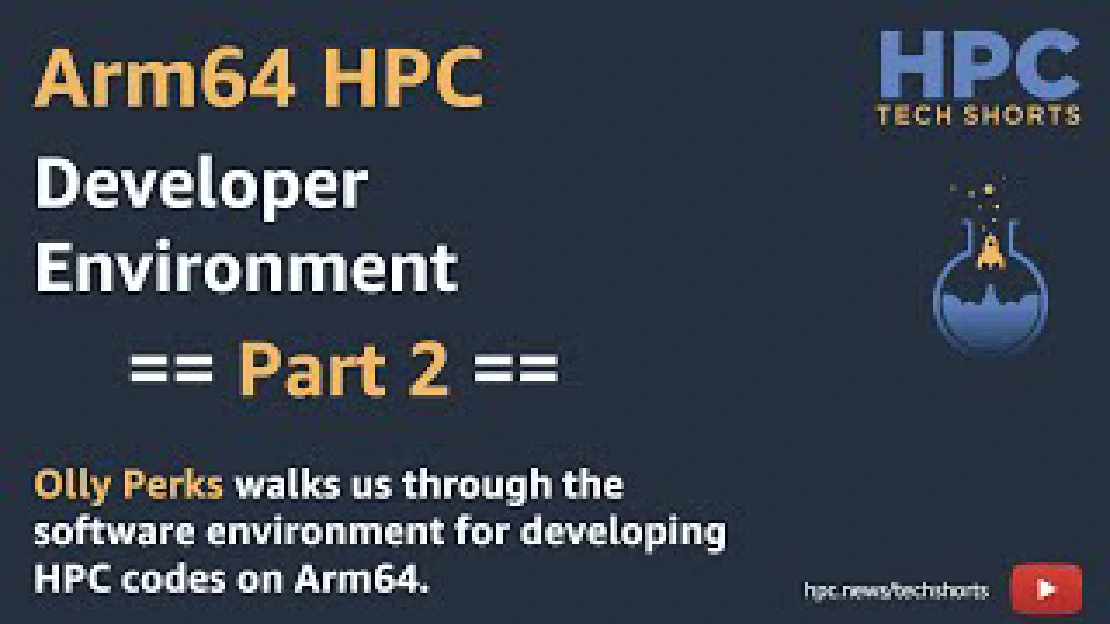 Arm64 HPC
Developer
Environment
== Part 2 ==
Olly Perks walks us through the
software environment for developing
HPC codes on Arm64.
HPC
TECH SHORTS
hpc.news/techshorts